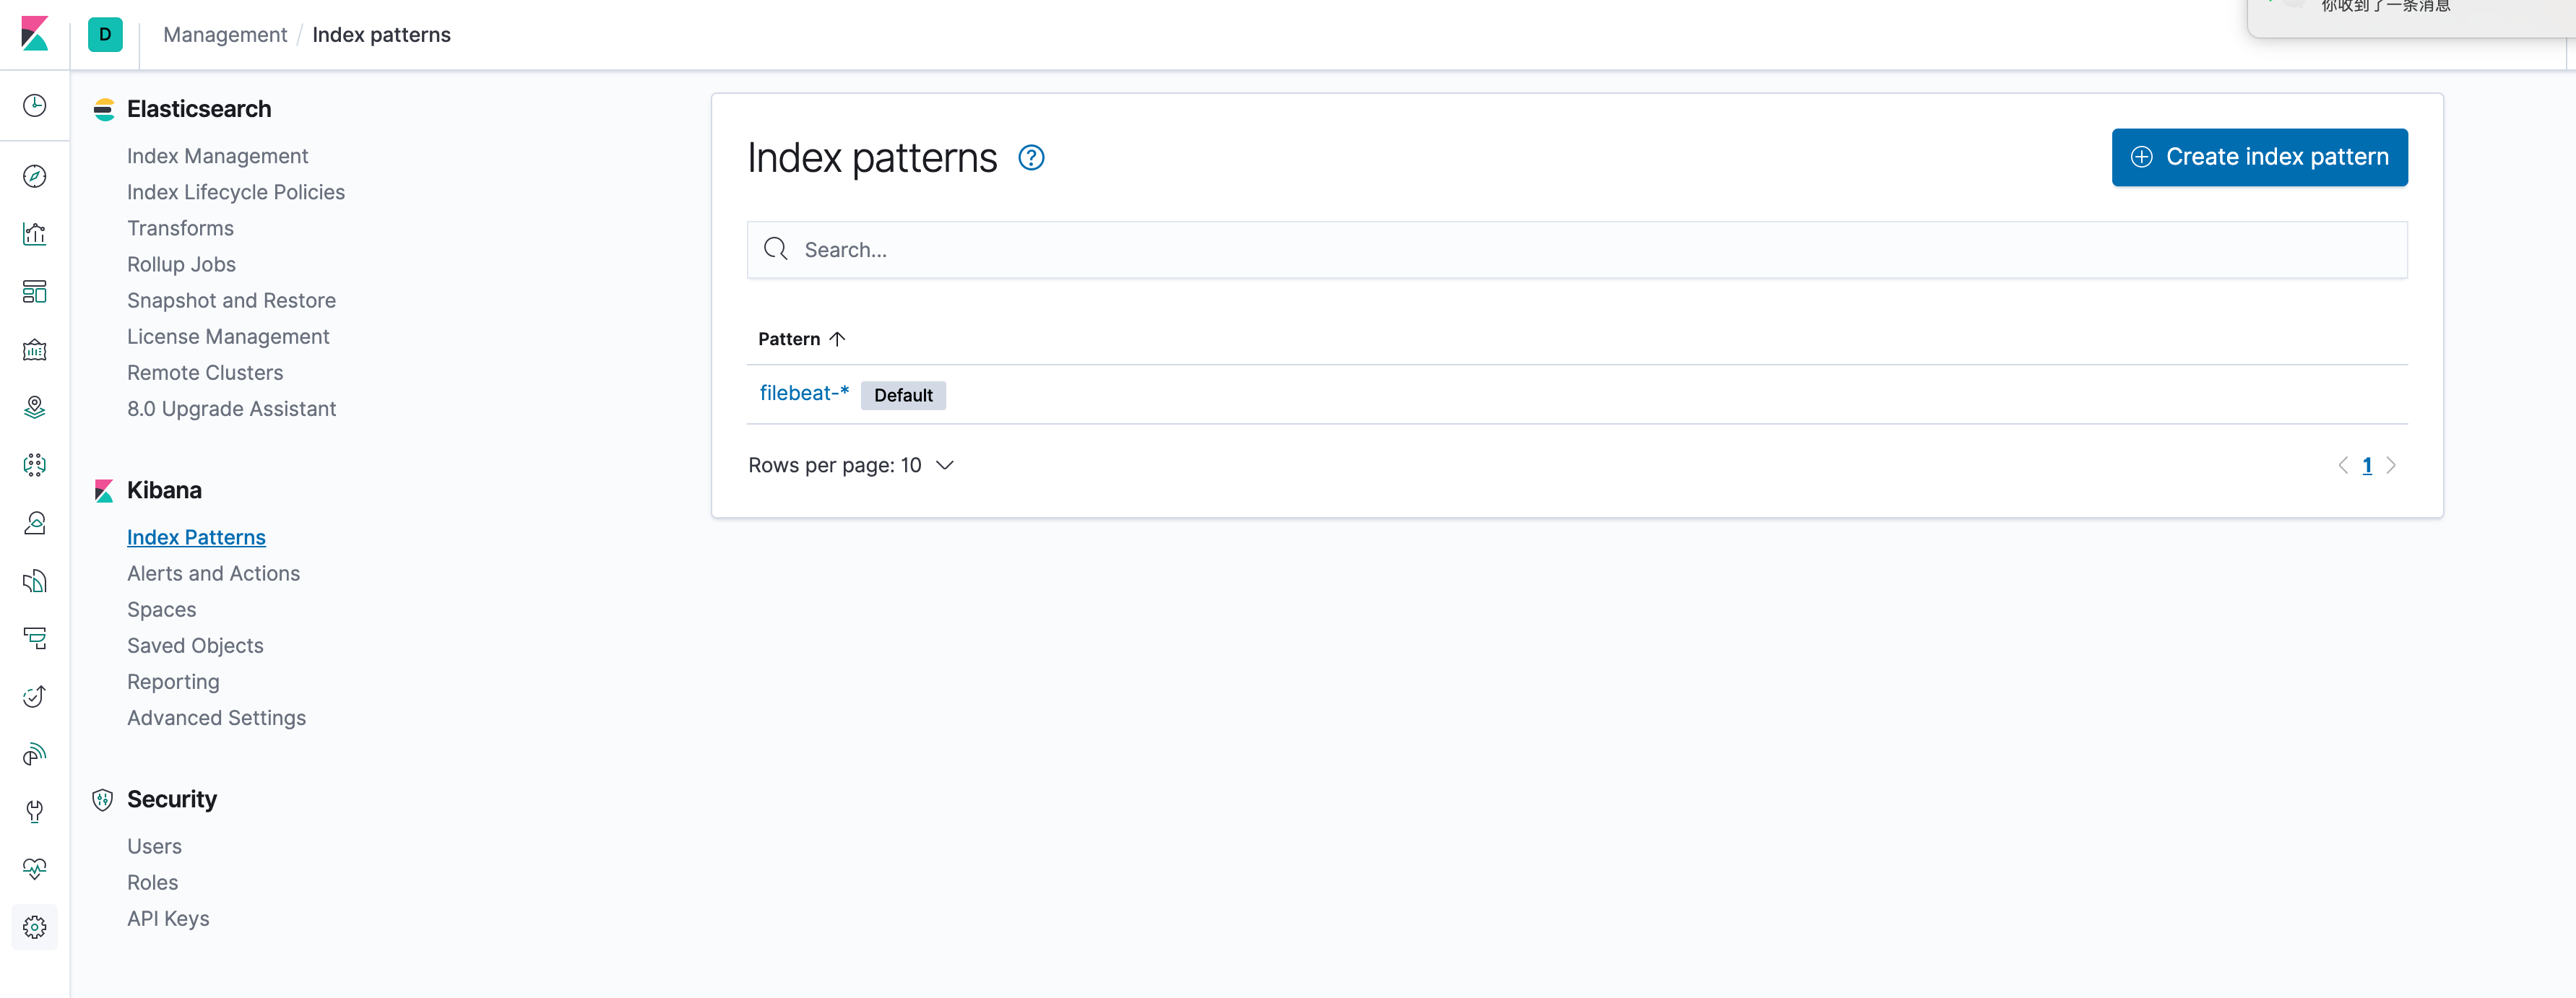 D
Management / Index patterns
你收到了一条消息
Elasticsearch
Index Management
Index Lifecycle Policies
Transforms
Rollup Jobs
Snapshot and Restore
License Management
Remote Clusters
8.0 Upgrade Assistant
Kibana
Index Patterns
Alerts and Actions
Spaces
Saved Objects
Reporting
Advanced Settings
Security
Users
Roles
API Keys
Index patterns
Create index pattern
Search...
Pattern
filebeat-* Default
Rows per page: 10
1